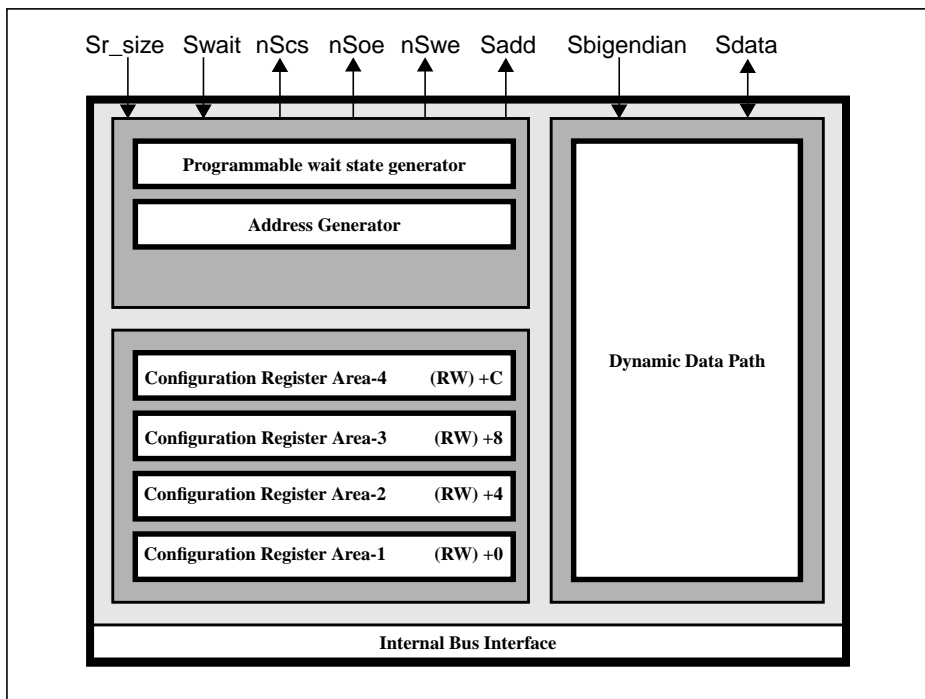 Sr_size Swait nScs nSoe nSwe Sadd Sbigendian Sdata
Programmable wait state generator
Address Generator
Configuration Register Area-4 (RW) +C
Configuration Register Area-3 (RW) +8
Configuration Register Area-2 (RW) +4
Configuration Register Area-1 (RW) +0
Dynamic Data Path
Internal Bus Interface